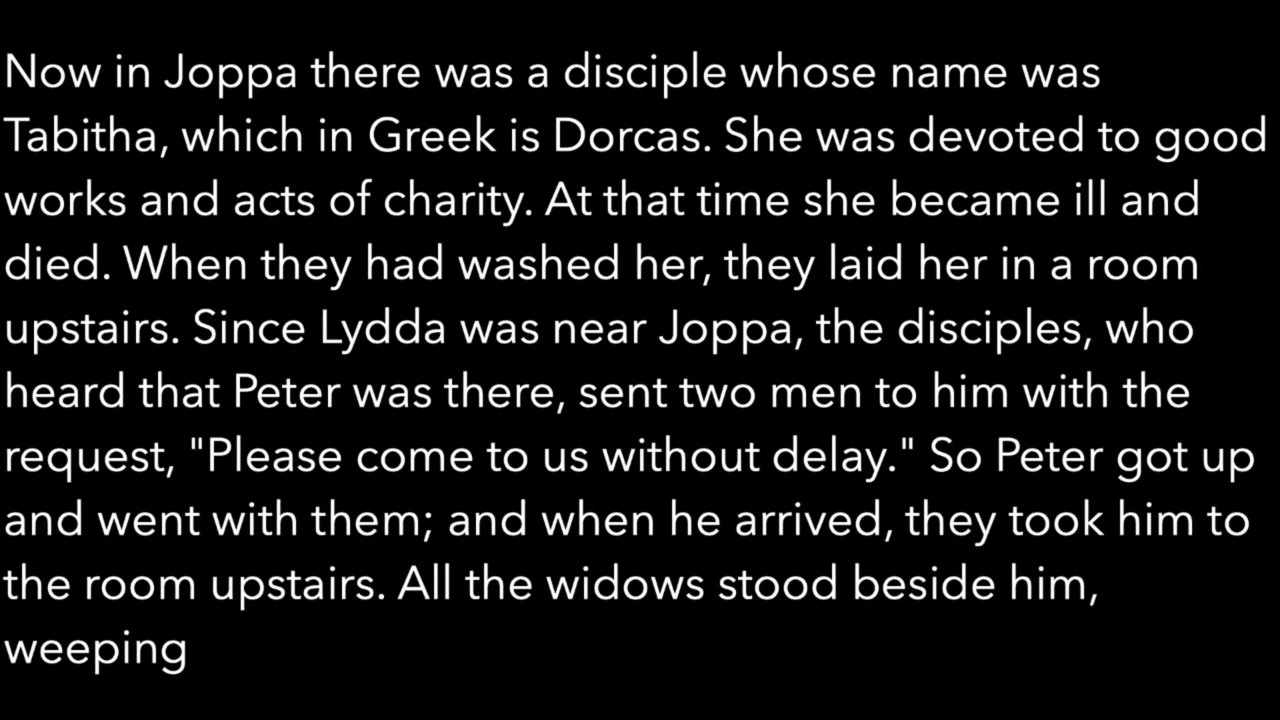 Now in Joppa there was a disciple whose name was
Tabitha, which in Greek is Dorcas. She was devoted to good
works and acts of charity. At that time she became ill and
died. When they had washed her, they laid her in a room
upstairs. Since Lydda was near Joppa, the disciples, who
heard that Peter was there, sent two men to him with the
request, "Please come to us without delay." So Peter got up
and went with them; and when he arrived, they took him to
the room upstairs. All the widows stood beside him,
weeping